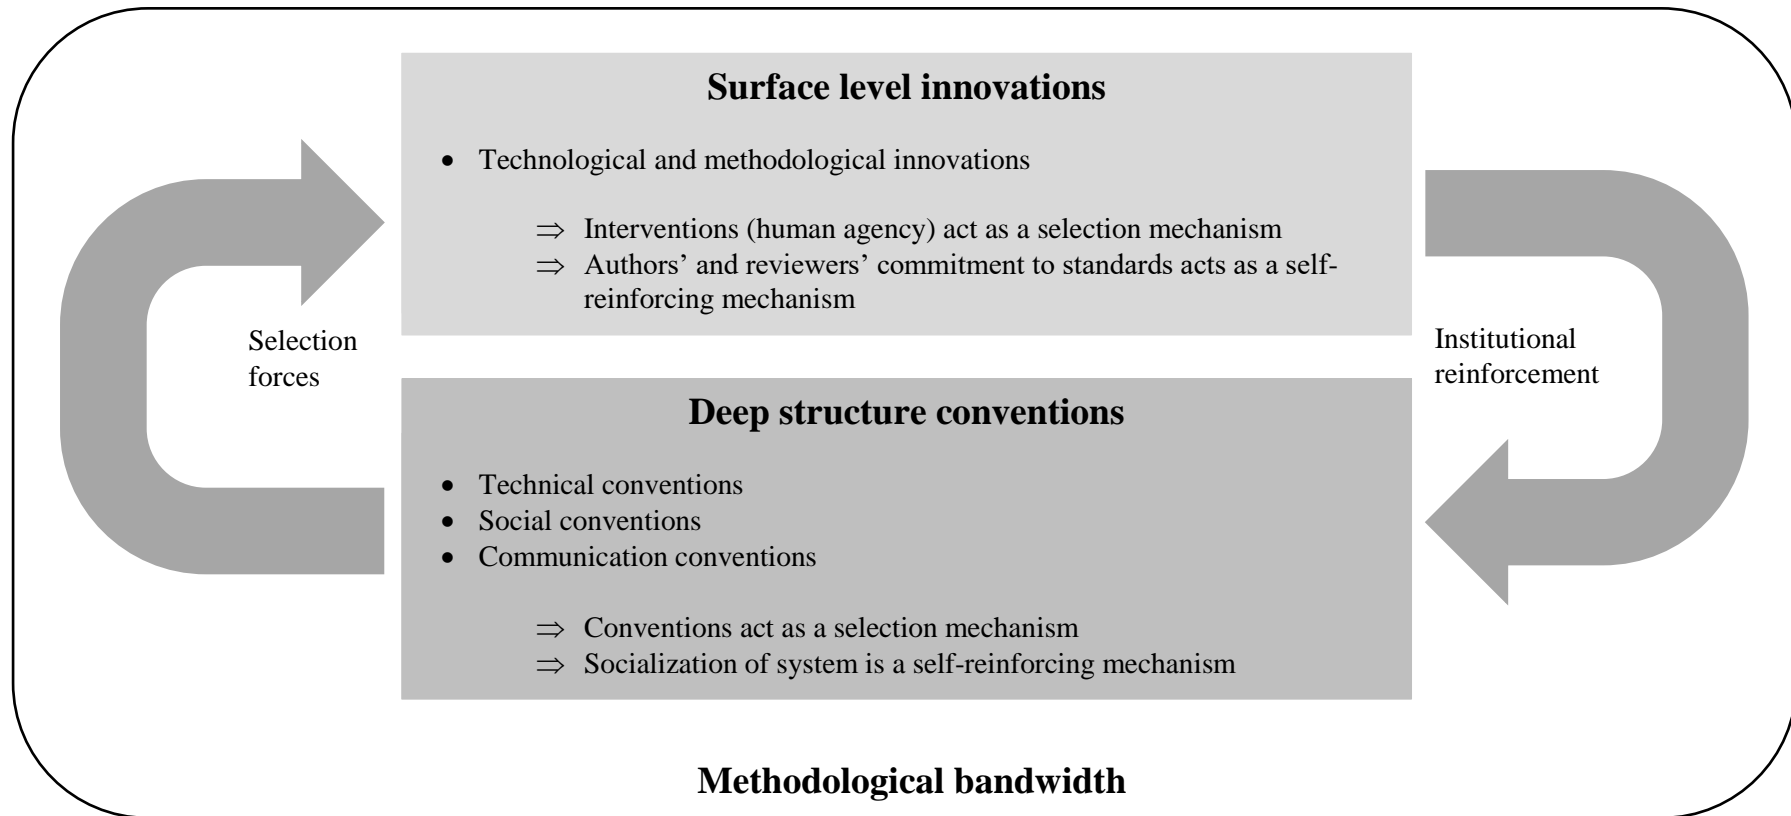 Surface level innovations
• Technological and methodological innovations
⇒ Interventions (human agency) act as a selection mechanism
⇒ Authors’ and reviewers’ commitment to standards acts as a self-
reinforcing mechanism
Selection
forces
Institutional
reinforcement
Deep structure conventions
• Technical conventions
• Social conventions
• Communication conventions
⇒ Conventions act as a selection mechanism
⇒ Socialization of system is a self-reinforcing mechanism
Methodological bandwidth